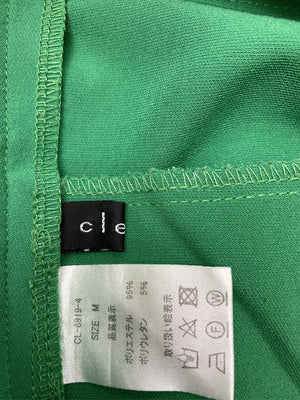 c l e
CL-6919-4
SIZE M
品質表示
ポリエステル 95%
ポリウレタン 5%
取り扱い絵表示